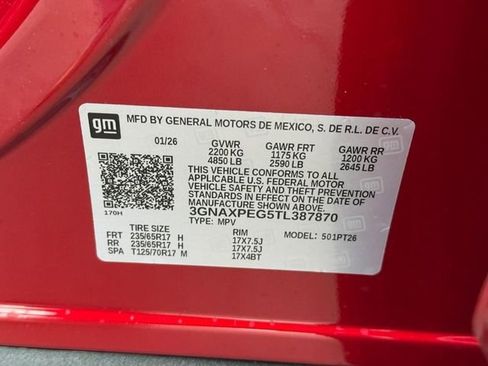 gm
MFD BY GENERAL MOTORS DE MEXICO, S. DE R.L. DE C.V.
01/26 GVWR GAWR FRT GAWR RR
2200 KG 1175 KG 1200 KG
4850 LB 2590 LB 2645 LB
THIS VEHICLE CONFORMS TO ALL
APPLICABLE U.S. FEDERAL MOTOR
VEHICLE SAFETY AND THEFT
PREVENTION STANDARDS IN EFFECT
ON THE DATE OF
MANUFACTURE SHOWN ABOVE.
3GNAXPEG5TL387870
170H
TYPE: MPV MODEL: 501PT26
TIRE SIZE RIM
FRT 235/65R17 H 17X7.5J
RR 235/65R17 H 17X7.5J
SPA T125/70R17 M 17X4BT